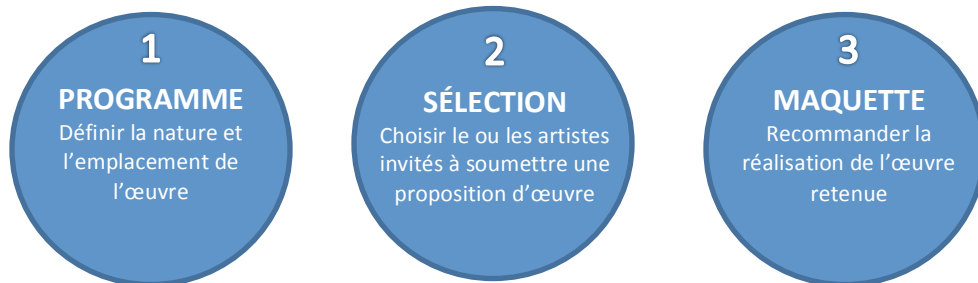 1
PROGRAMME
Définir la nature et
l’emplacement de
l’œuvre
2
SÉLECTION
Choisir le ou les artistes
invités à soumettre une
proposition d’œuvre
3
MAQUETTE
Recommander la
réalisation de l’œuvre
retenue